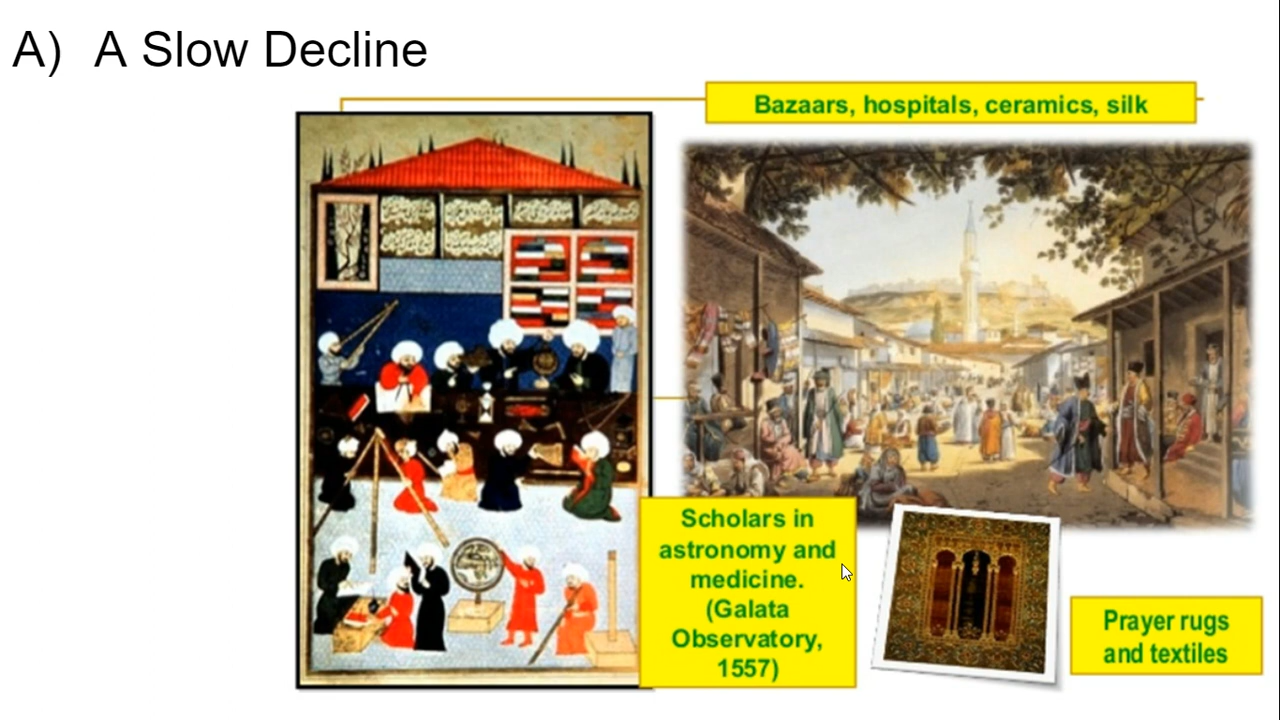 A) A Slow Decline
Bazaars, hospitals, ceramics, silk
Scholars in
astronomy and
medicine.
(Galata
Observatory,
1557)
Prayer rugs
and textiles